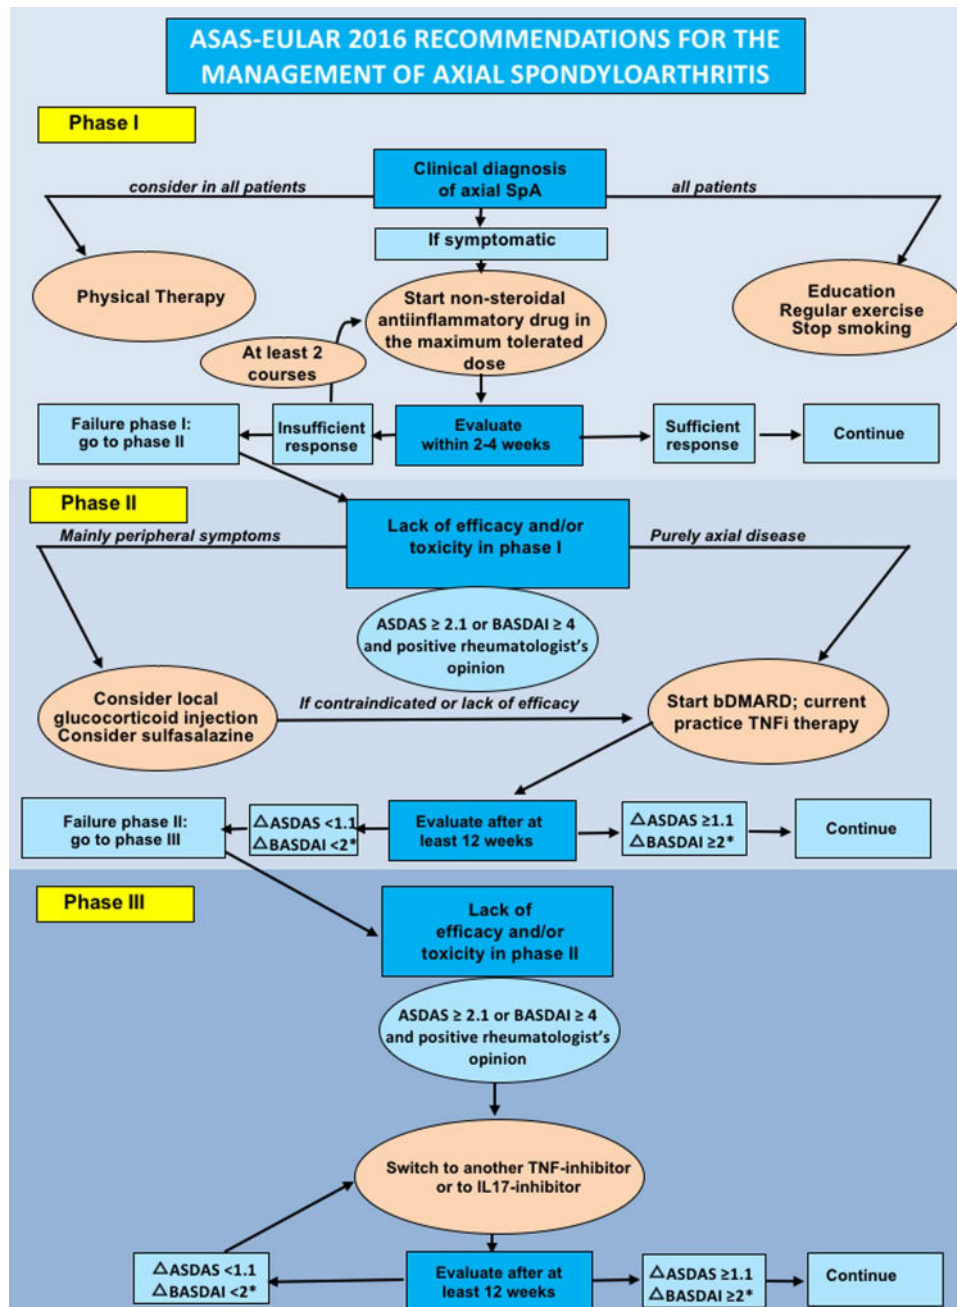 ASAS-EULAR 2016 RECOMMENDATIONS FOR THE
MANAGEMENT OF AXIAL SPONDYLOARTHRITIS
Phase I
Clinical diagnosis
of axial SpA
consider in all patients
all patients
If symptomatic
Physical Therapy
Start non-steroidal
antiinflammatory drug in
the maximum tolerated
dose
Education
Regular exercise
Stop smoking
At least 2
courses
Failure phase I:
go to phase II
Insufficient
response
Evaluate
within 2-4 weeks
Sufficient
response
Continue
Phase II
Lack of efficacy and/or
toxicity in phase I
Mainly peripheral symptoms
Purely axial disease
ASDAS ≥ 2.1 or BASDAI ≥ 4
and positive rheumatologist's
opinion
Consider local
glucocorticoid injection
Consider sulfasalazine
If contraindicated or lack of efficacy
Start bDMARD; current
practice TNFi therapy
Failure phase II:
go to phase III
△ASDAS <1.1
△BASDAI <2*
Evaluate after at
least 12 weeks
△ASDAS ≥1.1
△BASDAI ≥2*
Continue
Phase III
Lack of
efficacy and/or
toxicity in phase II
ASDAS ≥ 2.1 or BASDAI ≥ 4
and positive rheumatologist's
opinion
Switch to another TNF-inhibitor
or to IL17-inhibitor
△ASDAS <1.1
△BASDAI <2*
Evaluate after at
least 12 weeks
△ASDAS ≥1.1
△BASDAI ≥2*
Continue